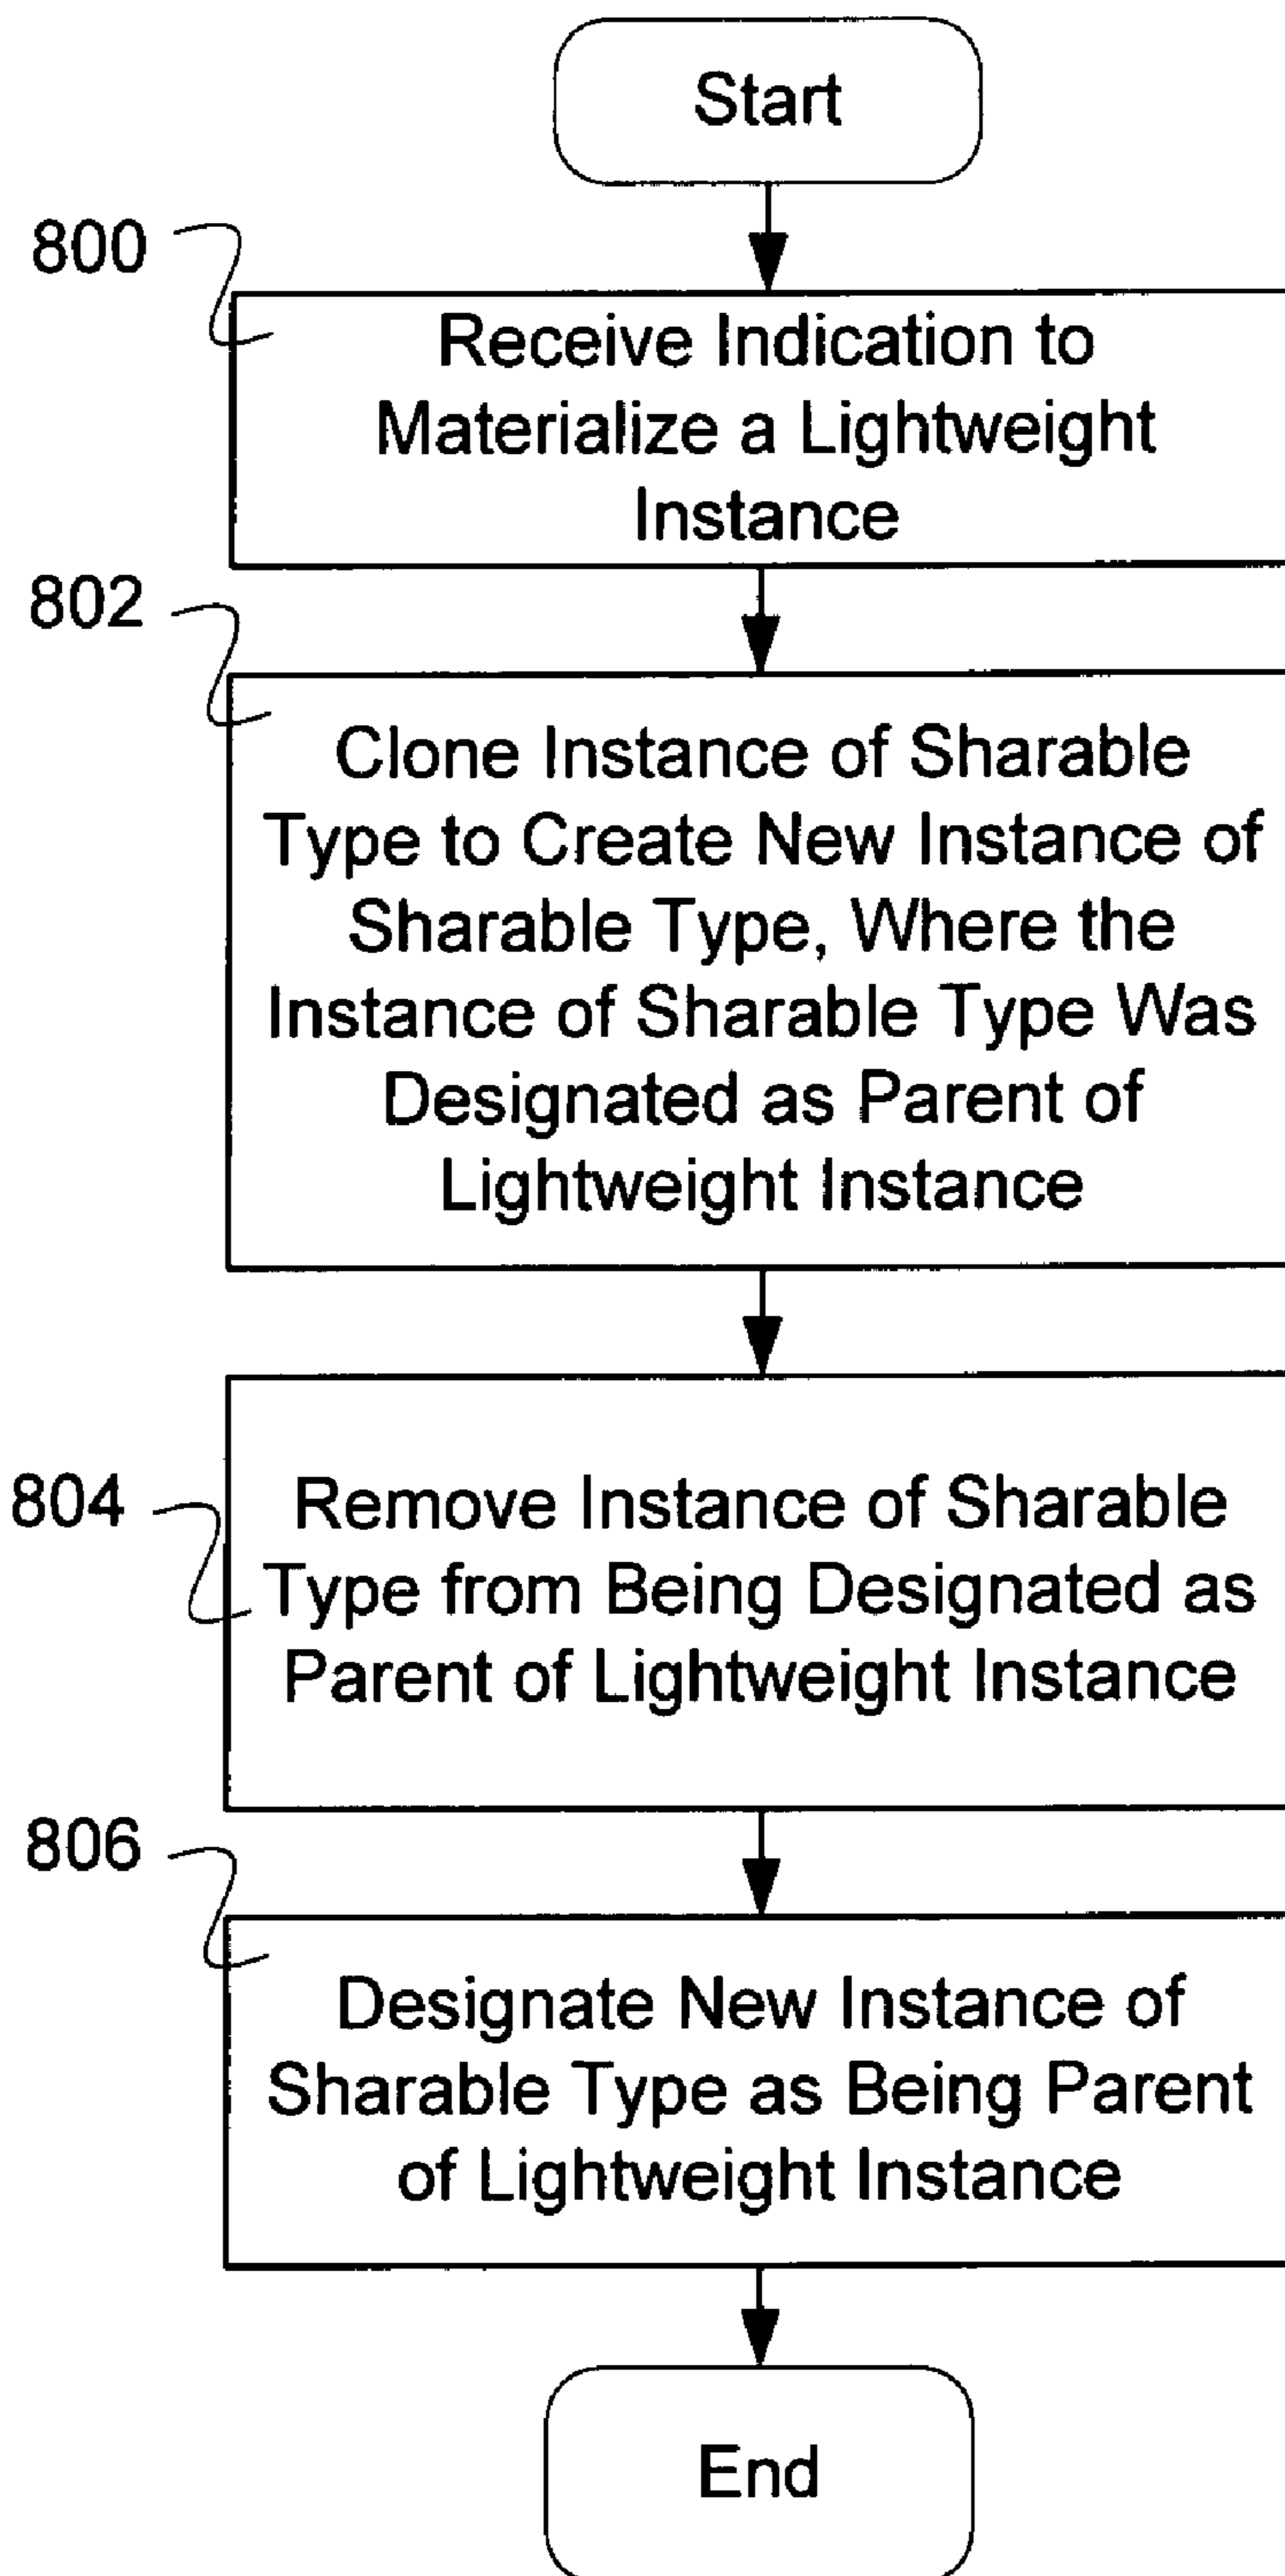 Start
800
Receive Indication to
Materialize a Lightweight
Instance
802
Clone Instance of Sharable
Type to Create New Instance of
Sharable Type, Where the
Instance of Sharable Type Was
Designated as Parent of
Lightweight Instance
804
Remove Instance of Sharable
Type from Being Designated as
Parent of Lightweight Instance
806
Designate New Instance of
Sharable Type as Being Parent
of Lightweight Instance
End